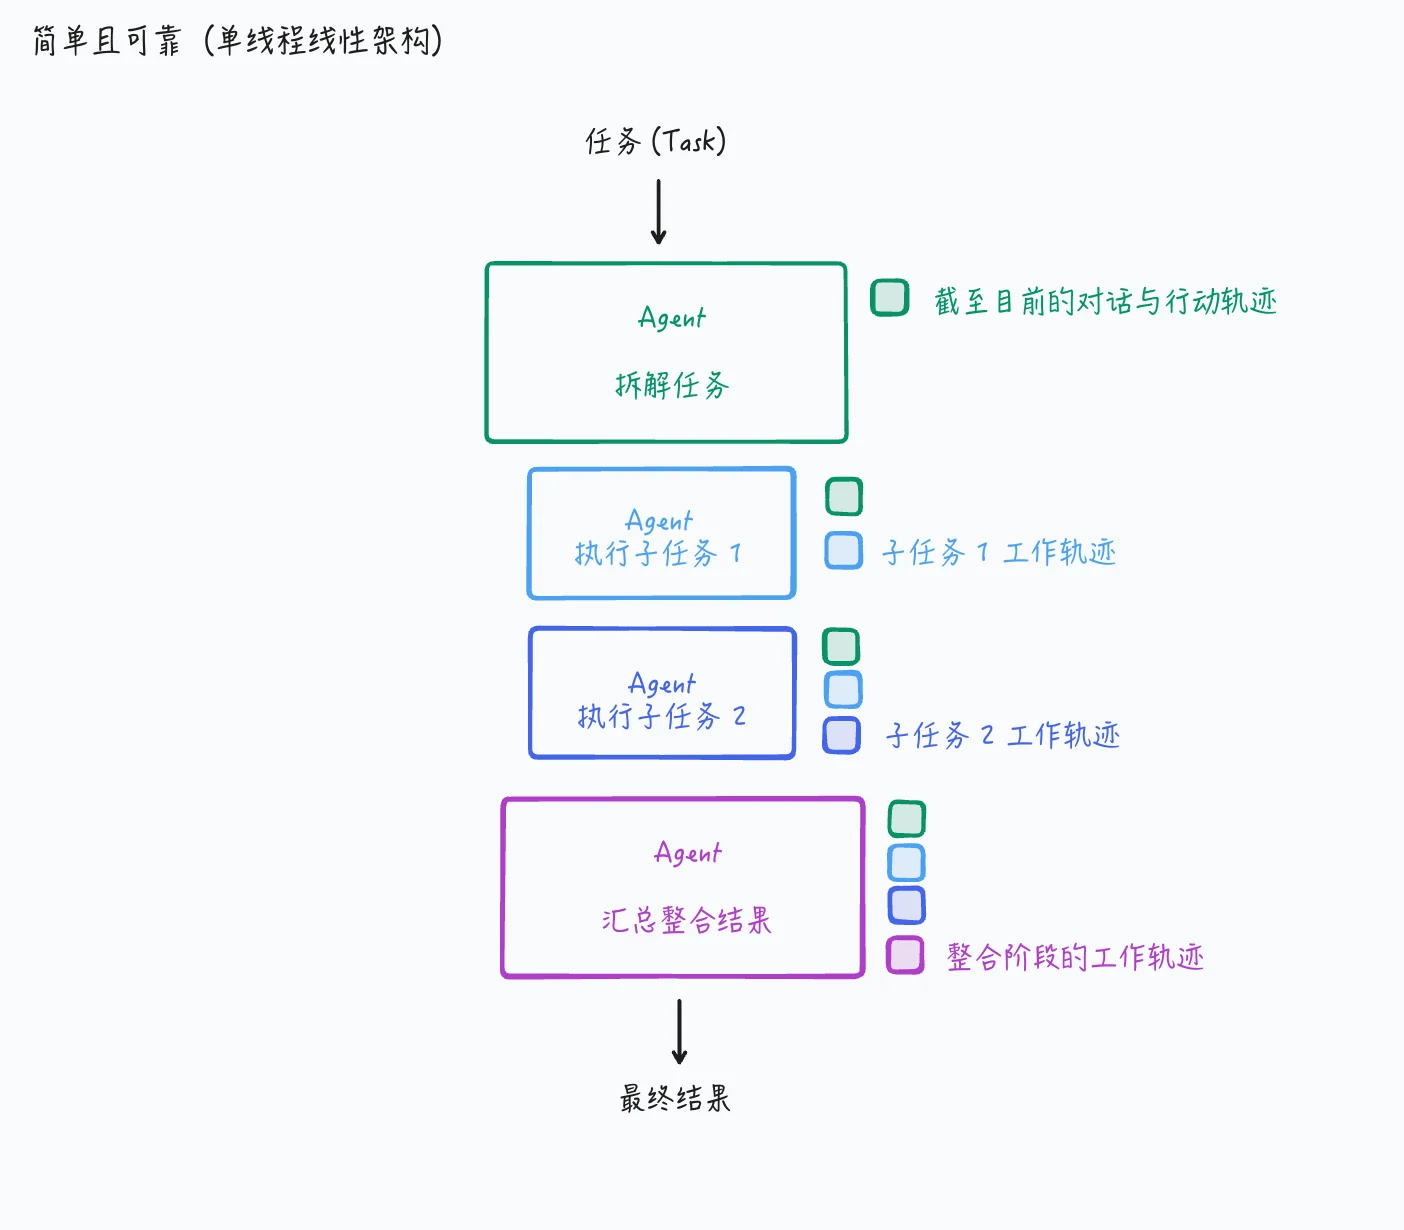 简单且可靠（单线程线性架构）
任务 (Task)
Agent
拆解任务
截至目前的对话与行动轨迹
Agent
执行子任务 1
子任务 1 工作轨迹
Agent
执行子任务 2
子任务 2 工作轨迹
Agent
汇总整合结果
整合阶段的工作轨迹
最终结果